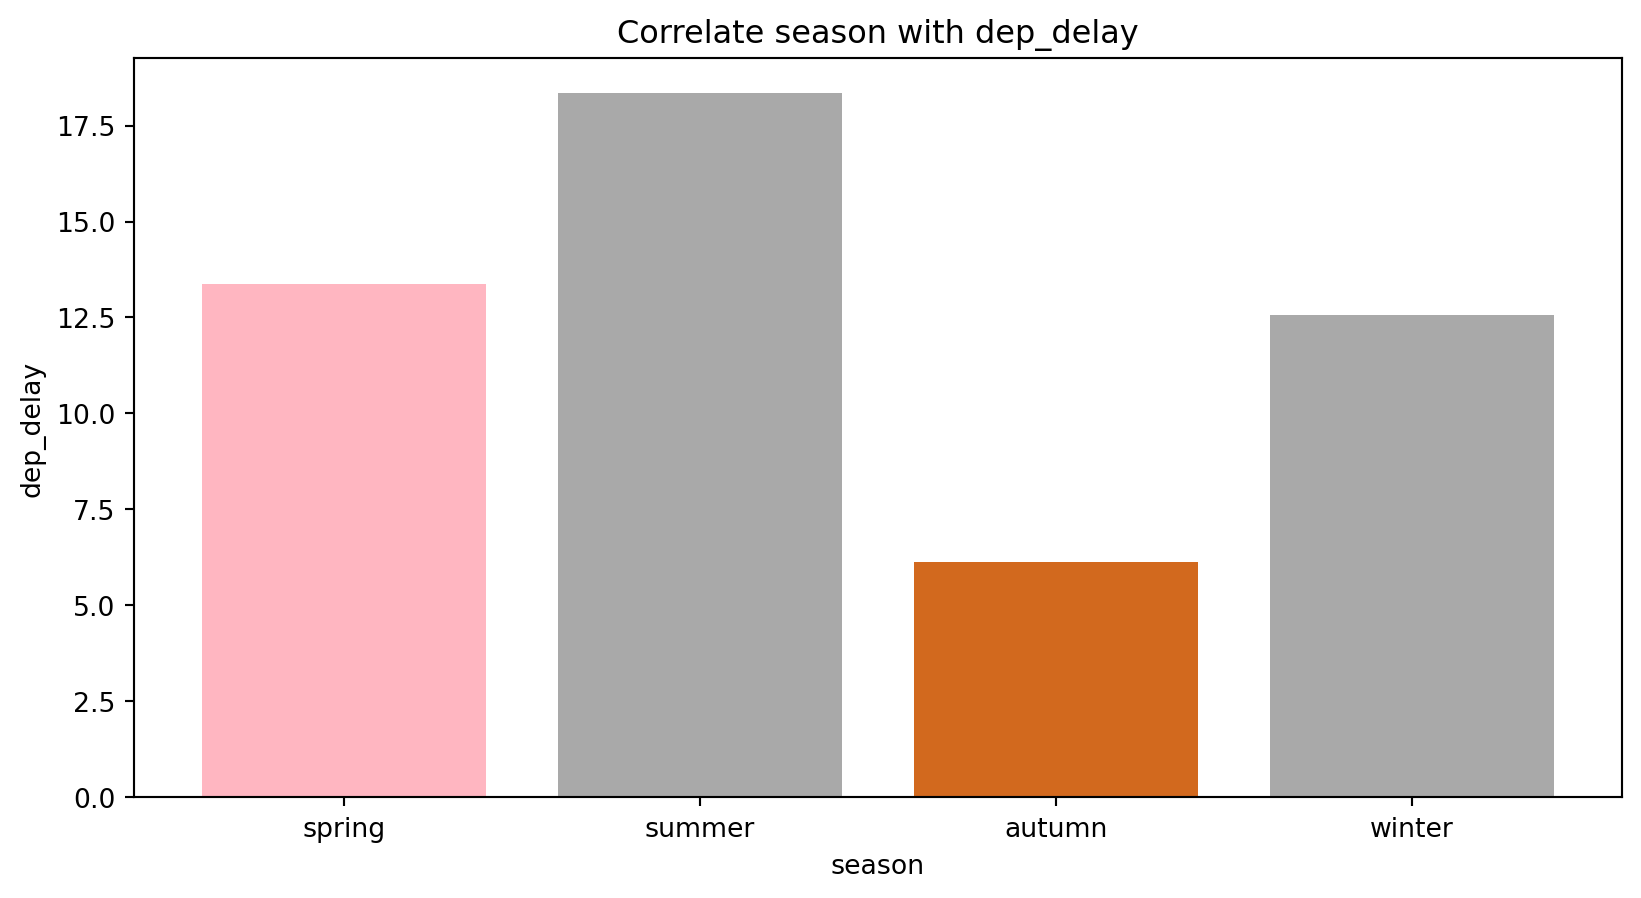 Correlate season with dep_delay
17.5
15.0
12.5
10.0
7.5
5.0
2.5
0.0
dep_delay
spring summer autumn winter
season